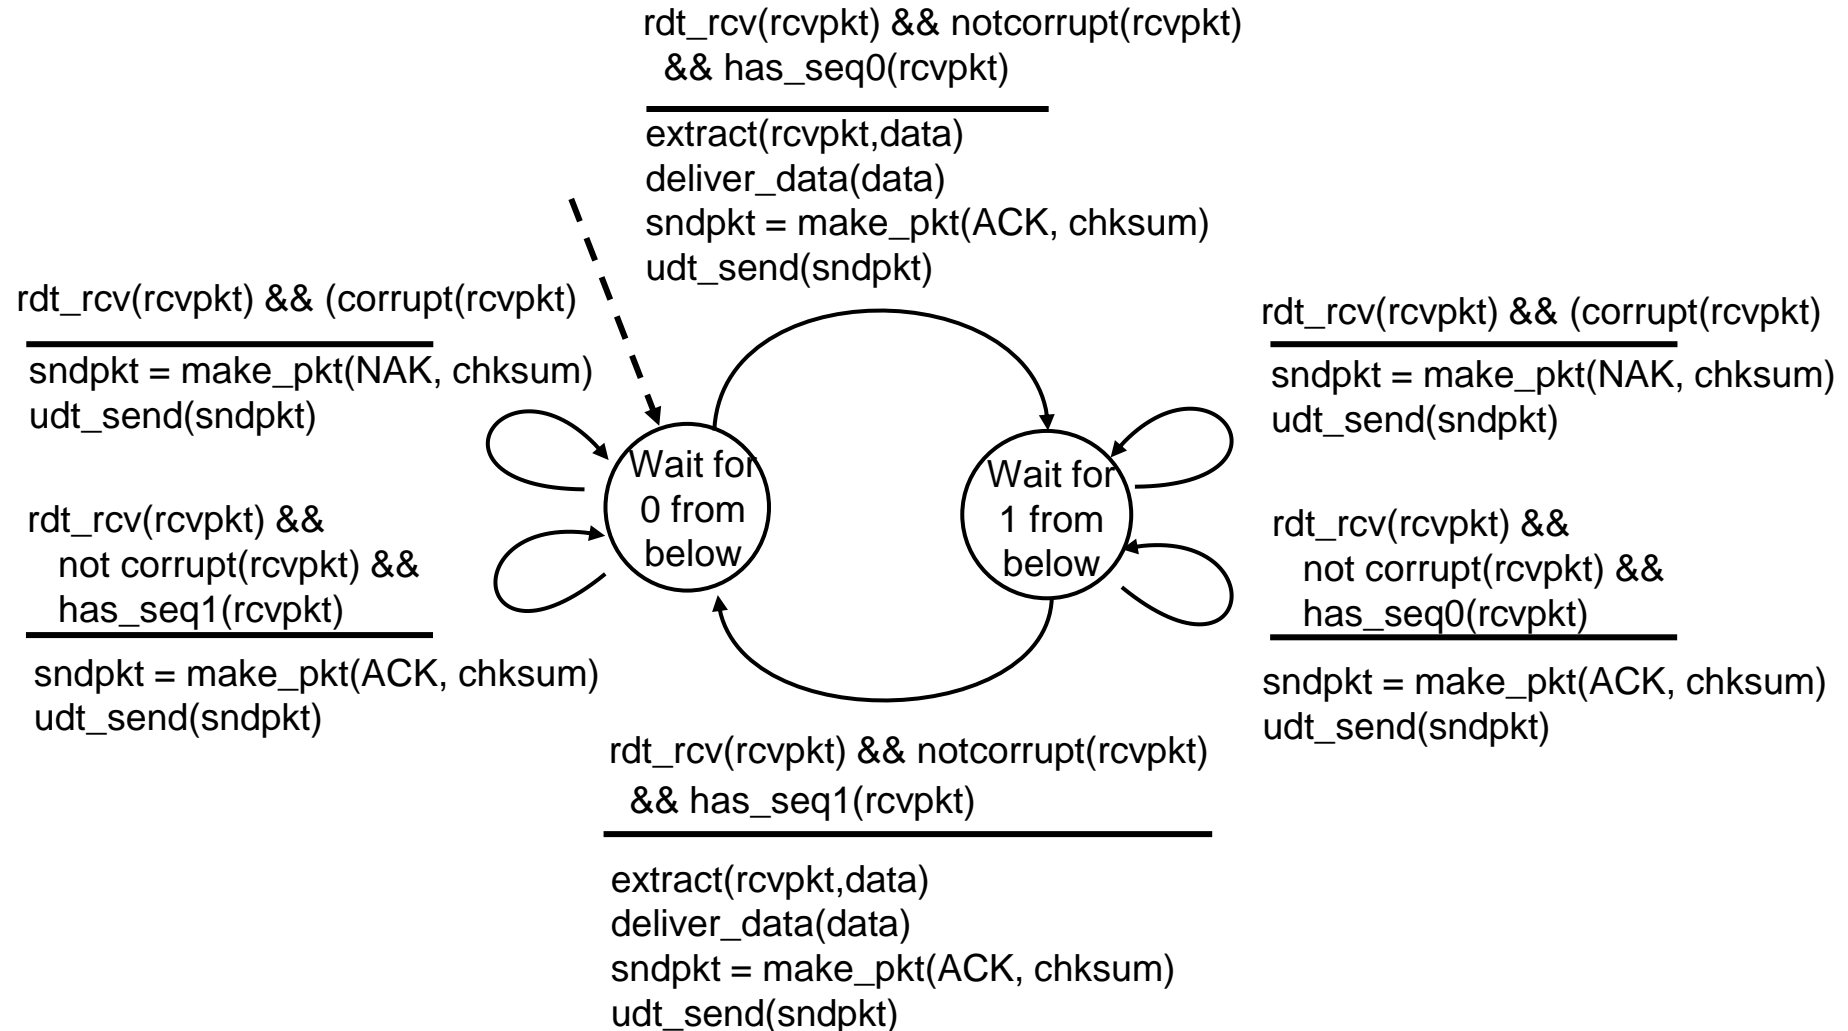 rdt_rcv(rcvpkt) && notcorrupt(rcvpkt)
&& has_seq0(rcvpkt)
extract(rcvpkt,data)
deliver_data(data)
sndpkt = make_pkt(ACK, chksum)
udt_send(sndpkt)
rdt_rcv(rcvpkt) && (corrupt(rcvpkt)
sndpkt = make_pkt(NAK, chksum)
udt_send(sndpkt)
rdt_rcv(rcvpkt) &&
not corrupt(rcvpkt) &&
has_seq1(rcvpkt)
sndpkt = make_pkt(ACK, chksum)
udt_send(sndpkt)
Wait for
0 from
below
Wait for
1 from
below
rdt_rcv(rcvpkt) && (corrupt(rcvpkt)
sndpkt = make_pkt(NAK, chksum)
udt_send(sndpkt)
rdt_rcv(rcvpkt) &&
not corrupt(rcvpkt) &&
has_seq0(rcvpkt)
sndpkt = make_pkt(ACK, chksum)
udt_send(sndpkt)
rdt_rcv(rcvpkt) && notcorrupt(rcvpkt)
&& has_seq1(rcvpkt)
extract(rcvpkt,data)
deliver_data(data)
sndpkt = make_pkt(ACK, chksum)
udt_send(sndpkt)